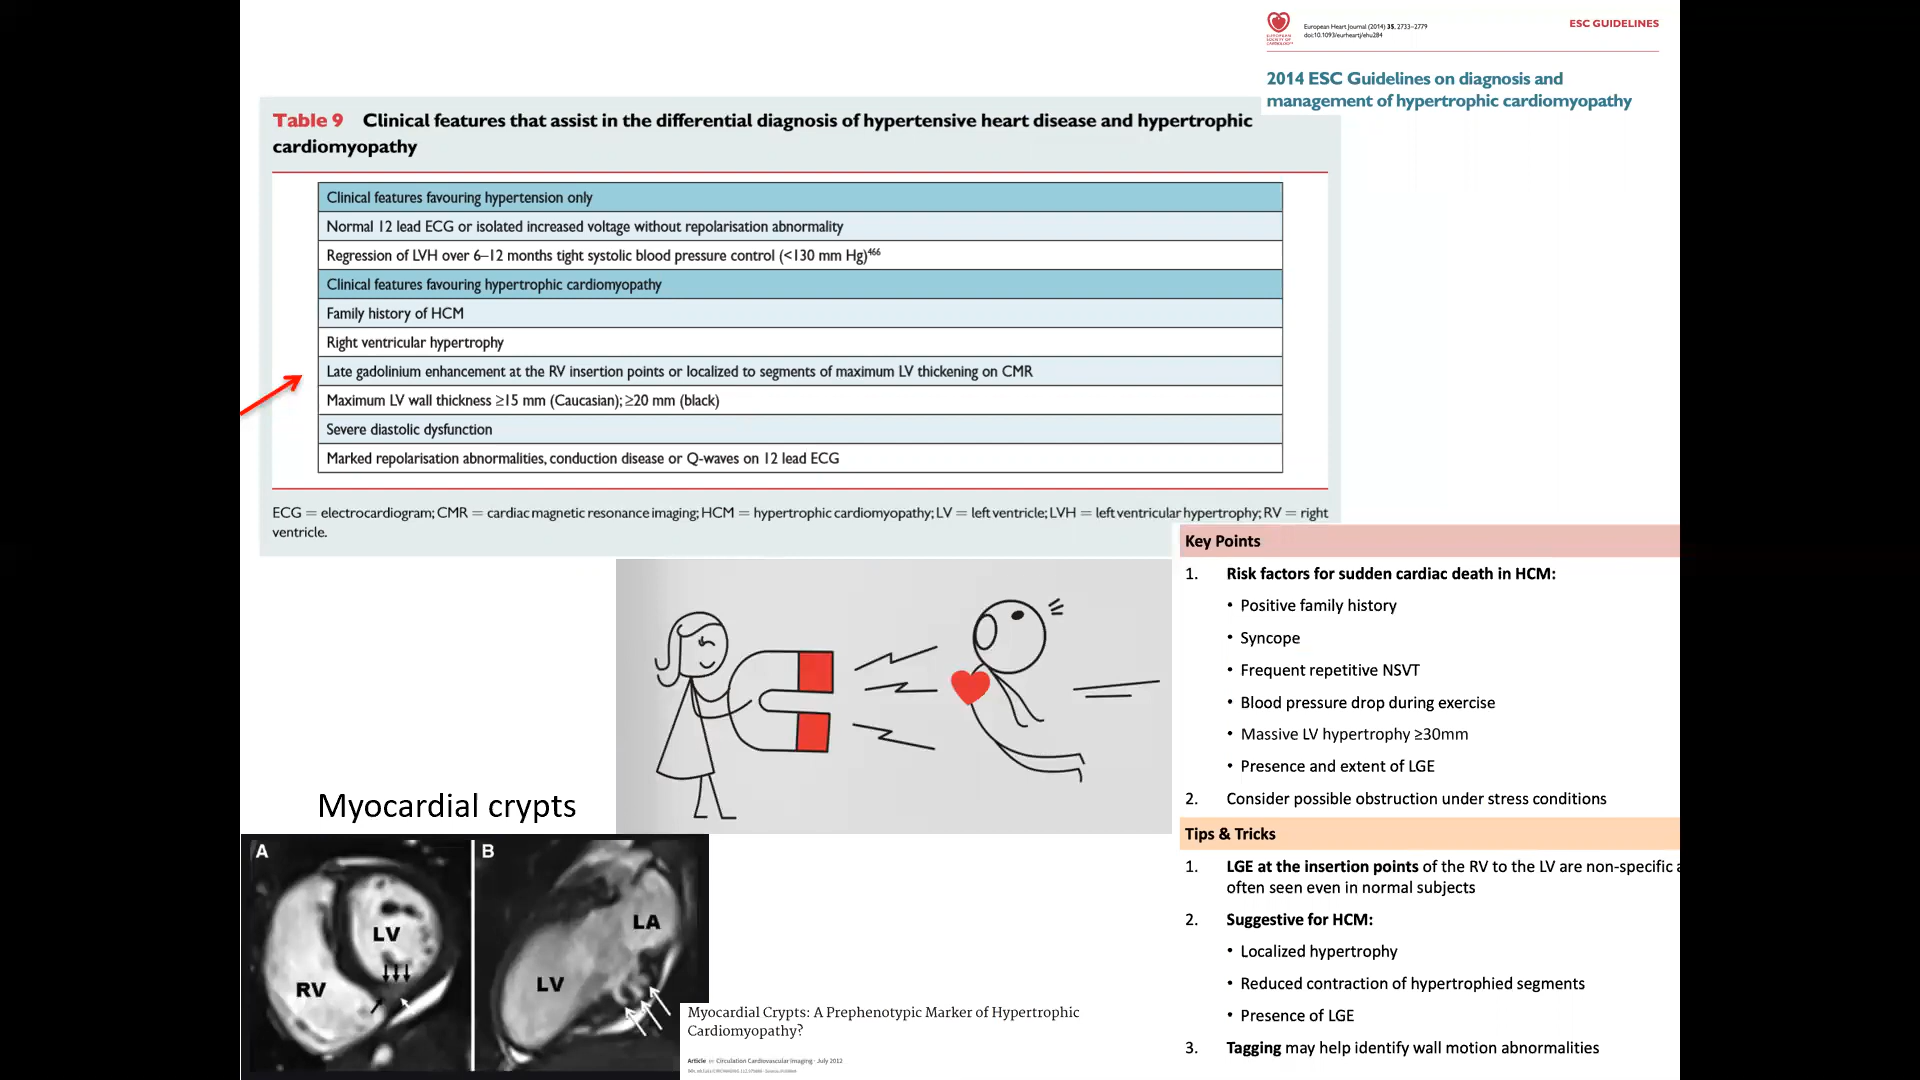 European Heart Journal (2014) 35, 2733–2779
doi:10.1093/eurheartj/ehu284
ESC GUIDELINES
2014 ESC Guidelines on diagnosis and
management of hypertrophic cardiomyopathy
Table 9 Clinical features that assist in the differential diagnosis of hypertensive heart disease and hypertrophic
cardiomyopathy
Clinical features favouring hypertension only
Normal 12 lead ECG or isolated increased voltage without repolarisation abnormality
Regression of LVH over 6–12 months tight systolic blood pressure control (<130 mm Hg)466
Clinical features favouring hypertrophic cardiomyopathy
Family history of HCM
Right ventricular hypertrophy
Late gadolinium enhancement at the RV insertion points or localized to segments of maximum LV thickening on CMR
Maximum LV wall thickness ≥15 mm (Caucasian); ≥20 mm (black)
Severe diastolic dysfunction
Marked repolarisation abnormalities, conduction disease or Q-waves on 12 lead ECG
ECG = electrocardiogram; CMR = cardiac magnetic resonance imaging; HCM = hypertrophic cardiomyopathy; LV = left ventricle; LVH = left ventricular hypertrophy; RV = right
ventricle.
Key Points
1. Risk factors for sudden cardiac death in HCM:
• Positive family history
• Syncope
• Frequent repetitive NSVT
• Blood pressure drop during exercise
• Massive LV hypertrophy ≥30mm
• Presence and extent of LGE
2. Consider possible obstruction under stress conditions
Tips & Tricks
1. LGE at the insertion points of the RV to the LV are non-specific a
often seen even in normal subjects
2. Suggestive for HCM:
• Localized hypertrophy
• Reduced contraction of hypertrophied segments
• Presence of LGE
3. Tagging may help identify wall motion abnormalities
Myocardial crypts
A
LV
RV
B
LA
LV
Myocardial Crypts: A Prephenotypic Marker of Hypertrophic
Cardiomyopathy?
Article in Circulation Cardiovascular Imaging · July 2012